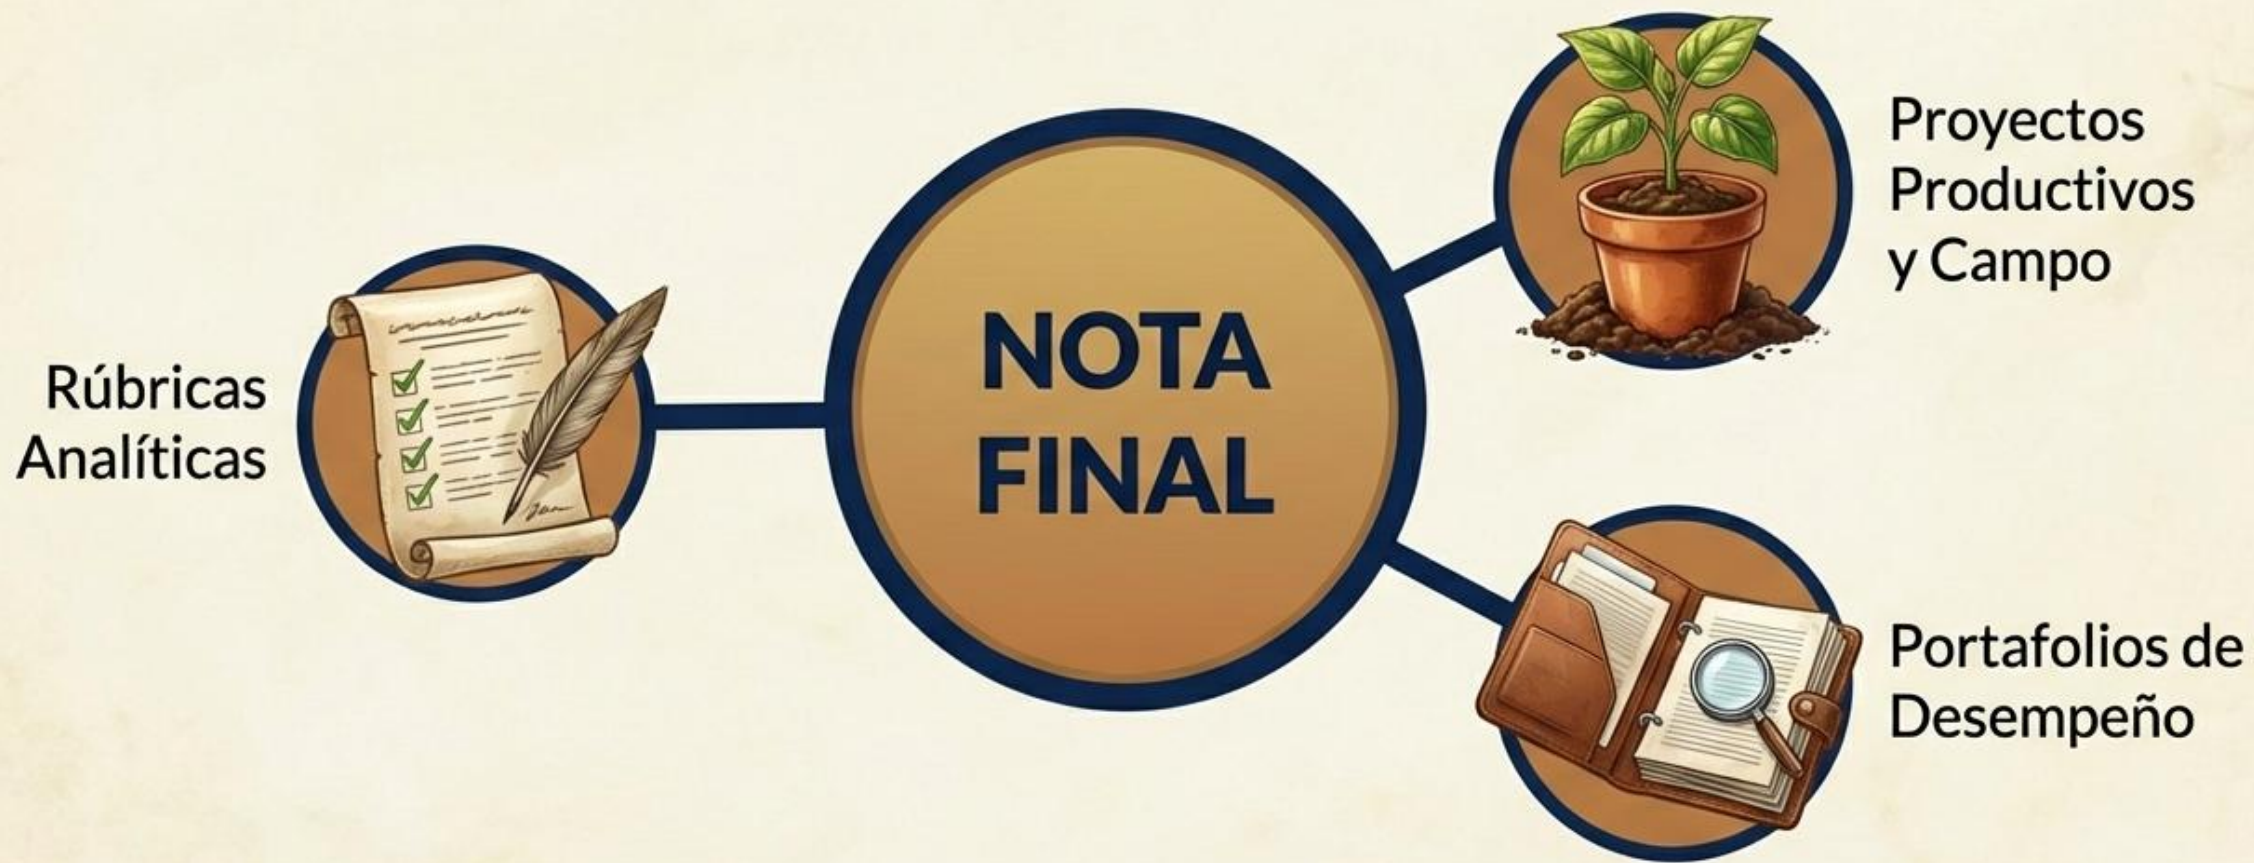 Rúbricas
Analíticas
NOTA
FINAL
Proyectos
Productivos
y Campo
Portafolios de
Desempeño